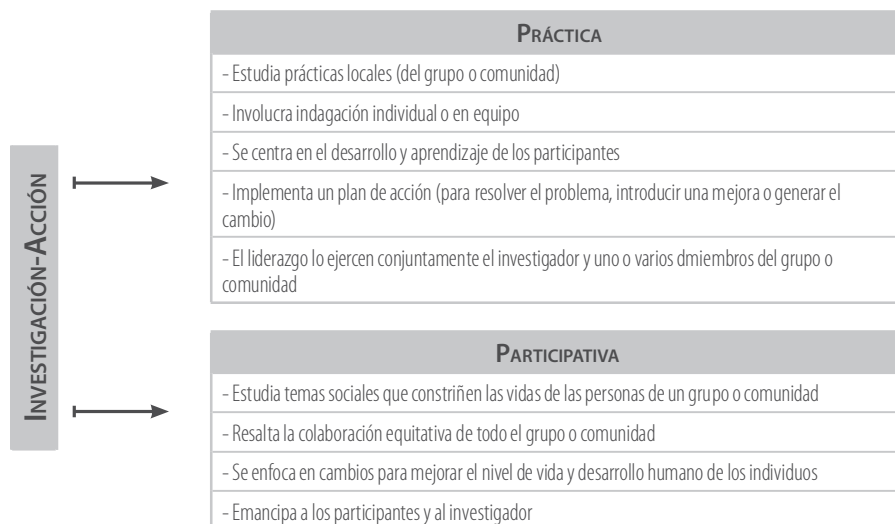 INVESTIGACIÓN-ACCIÓN
PRÁCTICA
- Estudia prácticas locales (del grupo o comunidad)
- Involucra indagación individual o en equipo
- Se centra en el desarrollo y aprendizaje de los participantes
- Implementa un plan de acción (para resolver el problema, introducir una mejora o generar el
cambio)
- El liderazgo lo ejercen conjuntamente el investigador y uno o varios dmiembros del grupo o
comunidad
PARTICIPATIVA
- Estudia temas sociales que constriñen las vidas de las personas de un grupo o comunidad
- Resalta la colaboración equitativa de todo el grupo o comunidad
- Se enfoca en cambios para mejorar el nivel de vida y desarrollo humano de los individuos
- Emancipa a los participantes y al investigador